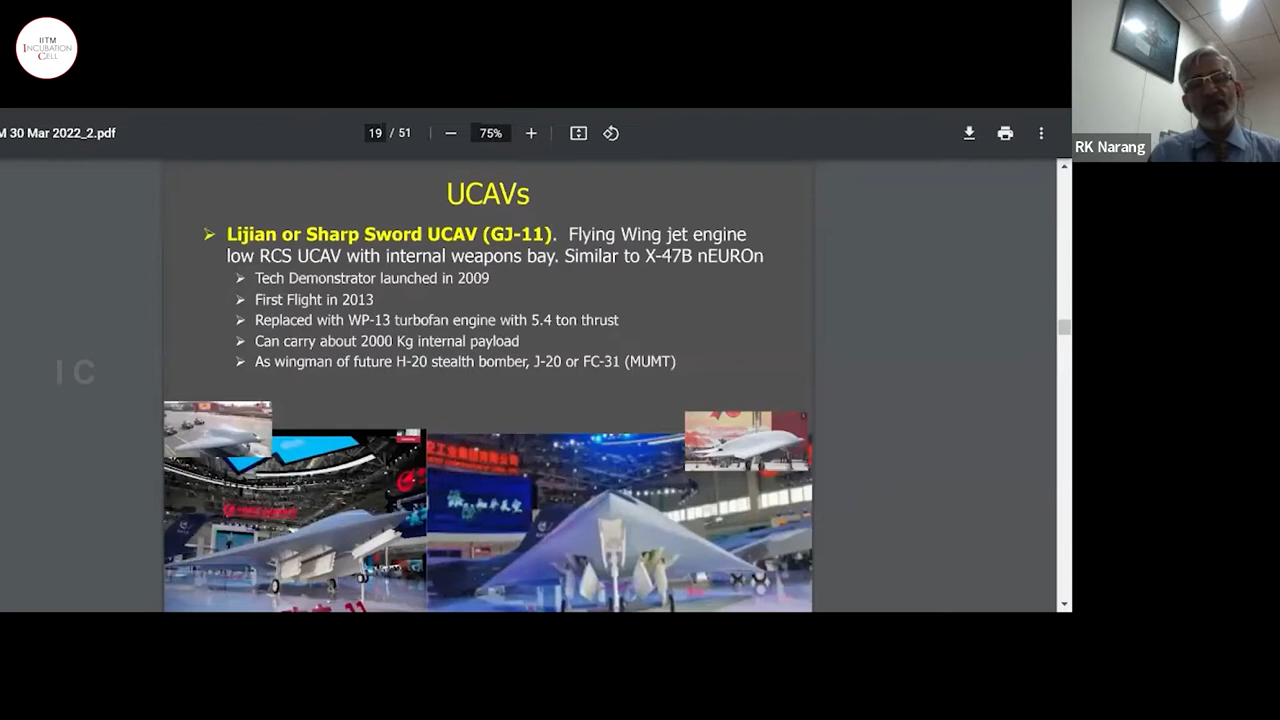 IITM
INCUBATION
CELL
M 30 Mar 2022_2.pdf
19 / 51
75%
RK Narang
UCAVs
Lijian or Sharp Sword UCAV (GJ-11). Flying Wing jet engine
low RCS UCAV with internal weapons bay. Similar to X-47B nEUROn
Tech Demonstrator launched in 2009
First Flight in 2013
Replaced with WP-13 turbofan engine with 5.4 ton thrust
Can carry about 2000 Kg internal payload
As wingman of future H-20 stealth bomber, J-20 or FC-31 (MUMT)
I C